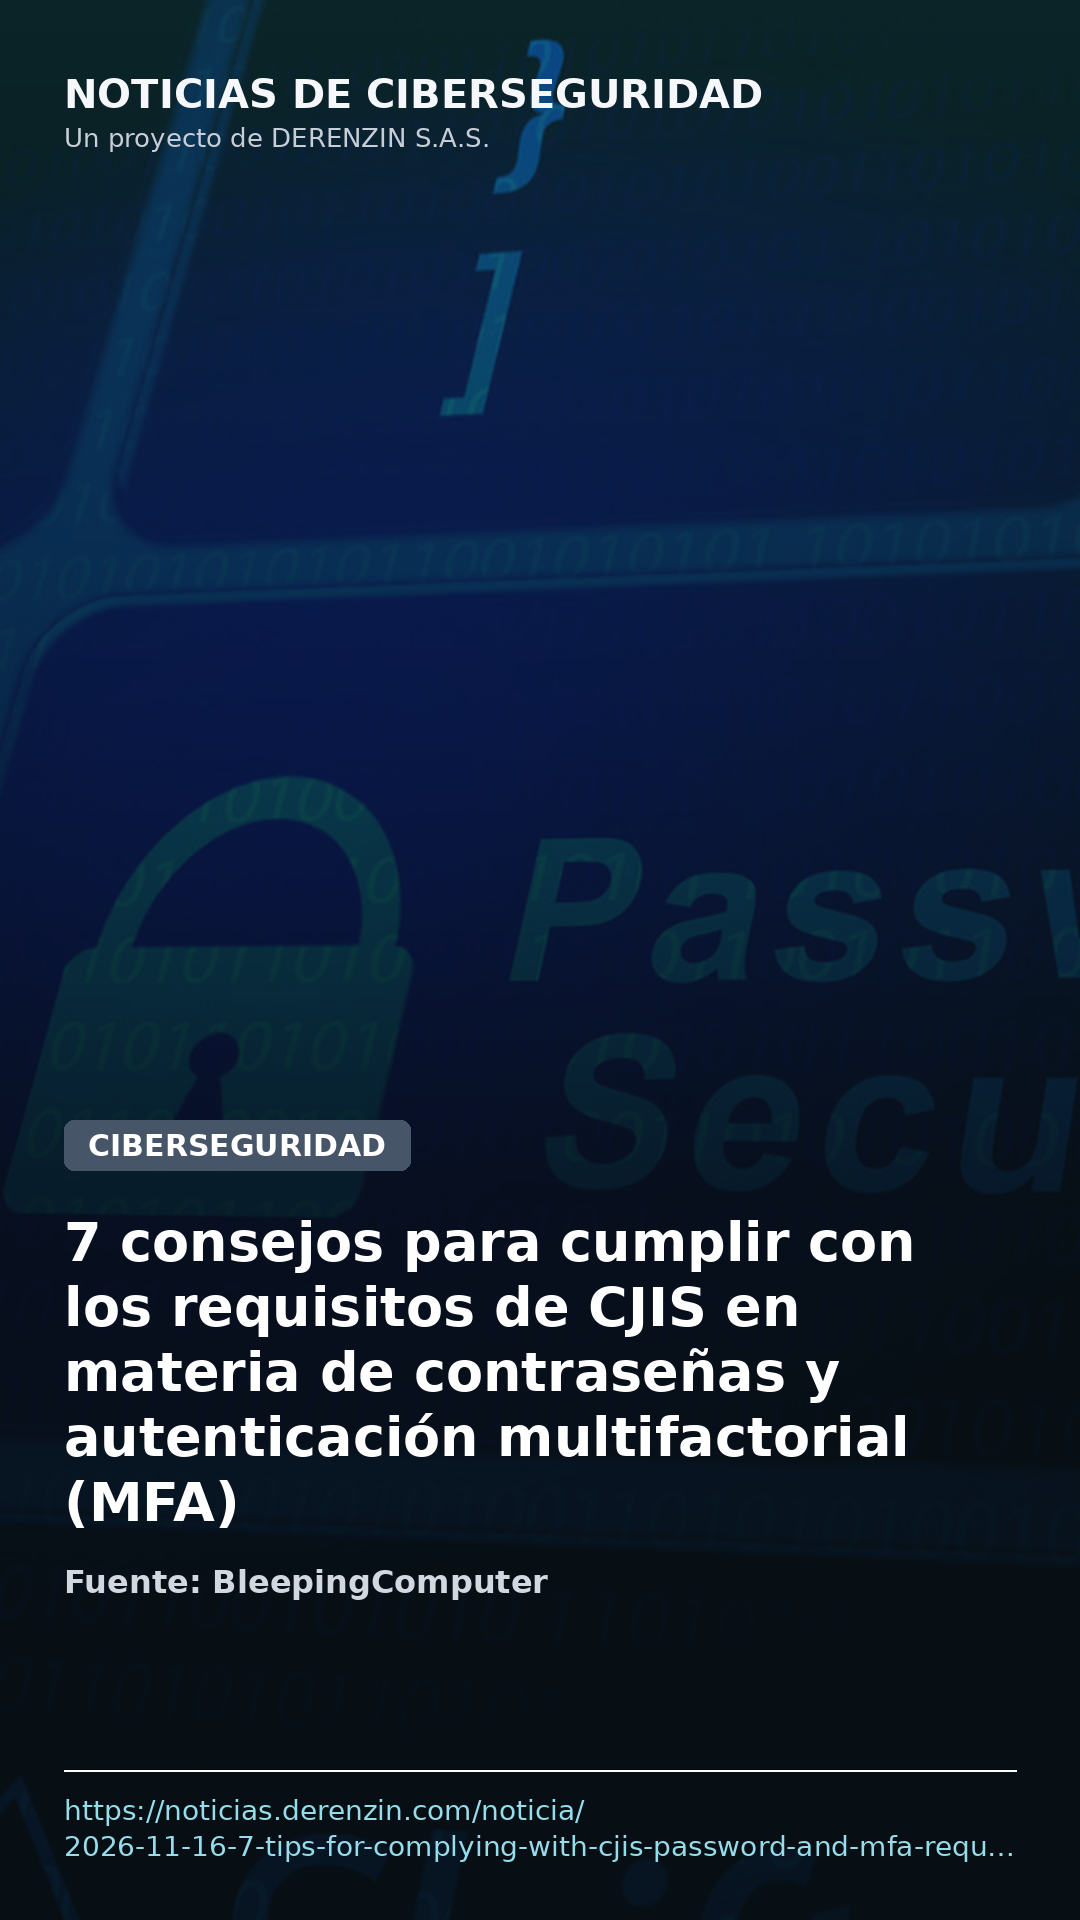 NOTICIAS DE CIBERSEGURIDAD
Un proyecto de DERENZIN S.A.S.
}
]
Passw
Secu
CIBERSEGURIDAD
7 consejos para cumplir con
los requisitos de CJIS en
materia de contraseñas y
autenticación multifactorial
(MFA)
Fuente: BleepingComputer
https://noticias.derenzin.com/noticia/
2026-11-16-7-tips-for-complying-with-cjis-password-and-mfa-requ...